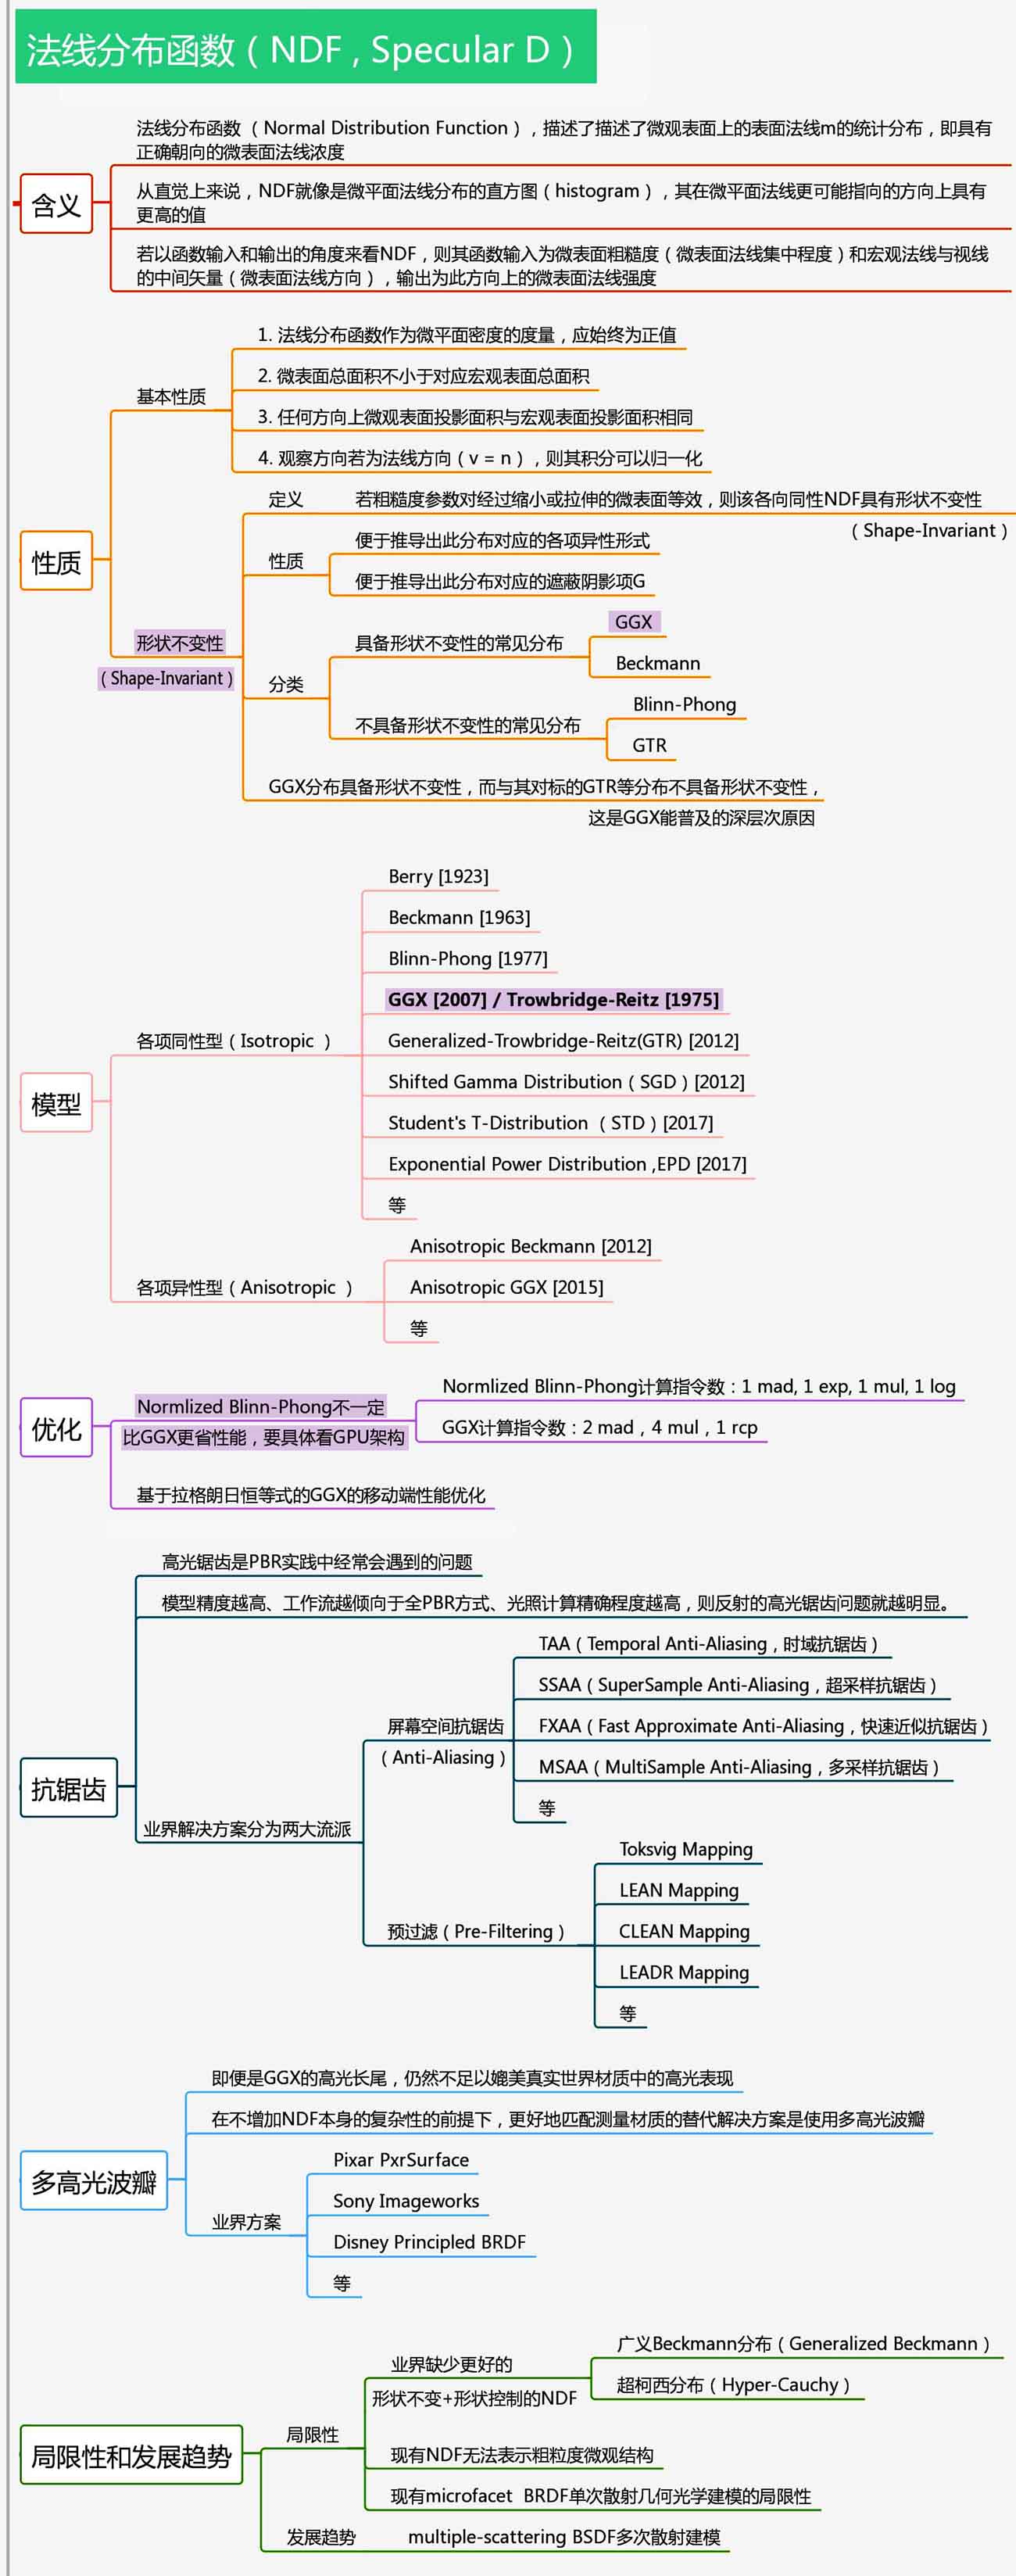 法线分布函数（NDF , Specular D）
法线分布函数 （Normal Distribution Function），描述了描述了微观表面上的表面法线m的统计分布，即具有
正确朝向的微表面法线浓度
含义
从直觉上来说，NDF就像是微平面法线分布的直方图（histogram），其在微平面法线更可能指向的方向上具有
更高的值
若以函数输入和输出的角度来看NDF，则其函数输入为微表面粗糙度（微表面法线集中程度）和宏观法线与视线
的中间矢量（微表面法线方向），输出为此方向上的微表面法线强度
性质
基本性质
1. 法线分布函数作为微平面密度的度量，应始终为正值
2. 微表面总面积不小于对应宏观表面总面积
3. 任何方向上微观表面投影面积与宏观表面投影面积相同
4. 观察方向若为法线方向（v = n），则其积分可以归一化
形状不变性
（Shape-Invariant）
定义
若粗糙度参数对经过缩小或拉伸的微表面等效，则该各向同性NDF具有形状不变性
（Shape-Invariant）
性质
便于推导出此分布对应的各项异性形式
便于推导出此分布对应的遮蔽阴影项G
分类
具备形状不变性的常见分布
GGX
Beckmann
不具备形状不变性的常见分布
Blinn-Phong
GTR
GGX分布具备形状不变性，而与其对标的GTR等分布不具备形状不变性，
这是GGX能普及的深层次原因
模型
各项同性型（Isotropic ）
Berry [1923]
Beckmann [1963]
Blinn-Phong [1977]
GGX [2007] / Trowbridge-Reitz [1975]
Generalized-Trowbridge-Reitz(GTR) [2012]
Shifted Gamma Distribution（SGD）[2012]
Student's T-Distribution （STD）[2017]
Exponential Power Distribution ,EPD [2017]
等
各项异性型（Anisotropic ）
Anisotropic Beckmann [2012]
Anisotropic GGX [2015]
等
优化
Normlized Blinn-Phong不一定
比GGX更省性能，要具体看GPU架构
Normlized Blinn-Phong计算指令数：1 mad, 1 exp, 1 mul, 1 log
GGX计算指令数：2 mad，4 mul，1 rcp
基于拉格朗日恒等式的GGX的移动端性能优化
抗锯齿
高光锯齿是PBR实践中经常会遇到的问题
模型精度越高、工作流越倾向于全PBR方式、光照计算精确程度越高，则反射的高光锯齿问题就越明显。
业界解决方案分为两大流派
屏幕空间抗锯齿
（Anti-Aliasing）
TAA（Temporal Anti-Aliasing，时域抗锯齿）
SSAA（SuperSample Anti-Aliasing，超采样抗锯齿）
FXAA（Fast Approximate Anti-Aliasing，快速近似抗锯齿）
MSAA（MultiSample Anti-Aliasing，多采样抗锯齿）
等
预过滤（Pre-Filtering）
Toksvig Mapping
LEAN Mapping
CLEAN Mapping
LEADR Mapping
等
多高光波瓣
即便是GGX的高光长尾，仍然不足以媲美真实世界材质中的高光表现
在不增加NDF本身的复杂性的前提下，更好地匹配测量材质的替代解决方案是使用多高光波瓣
业界方案
Pixar PxrSurface
Sony Imageworks
Disney Principled BRDF
等
局限性和发展趋势
局限性
业界缺少更好的
形状不变+形状控制的NDF
广义Beckmann分布（Generalized Beckmann）
超柯西分布（Hyper-Cauchy）
现有NDF无法表示粗粒度微观结构
现有microfacet  BRDF单次散射几何光学建模的局限性
发展趋势
multiple-scattering BSDF多次散射建模